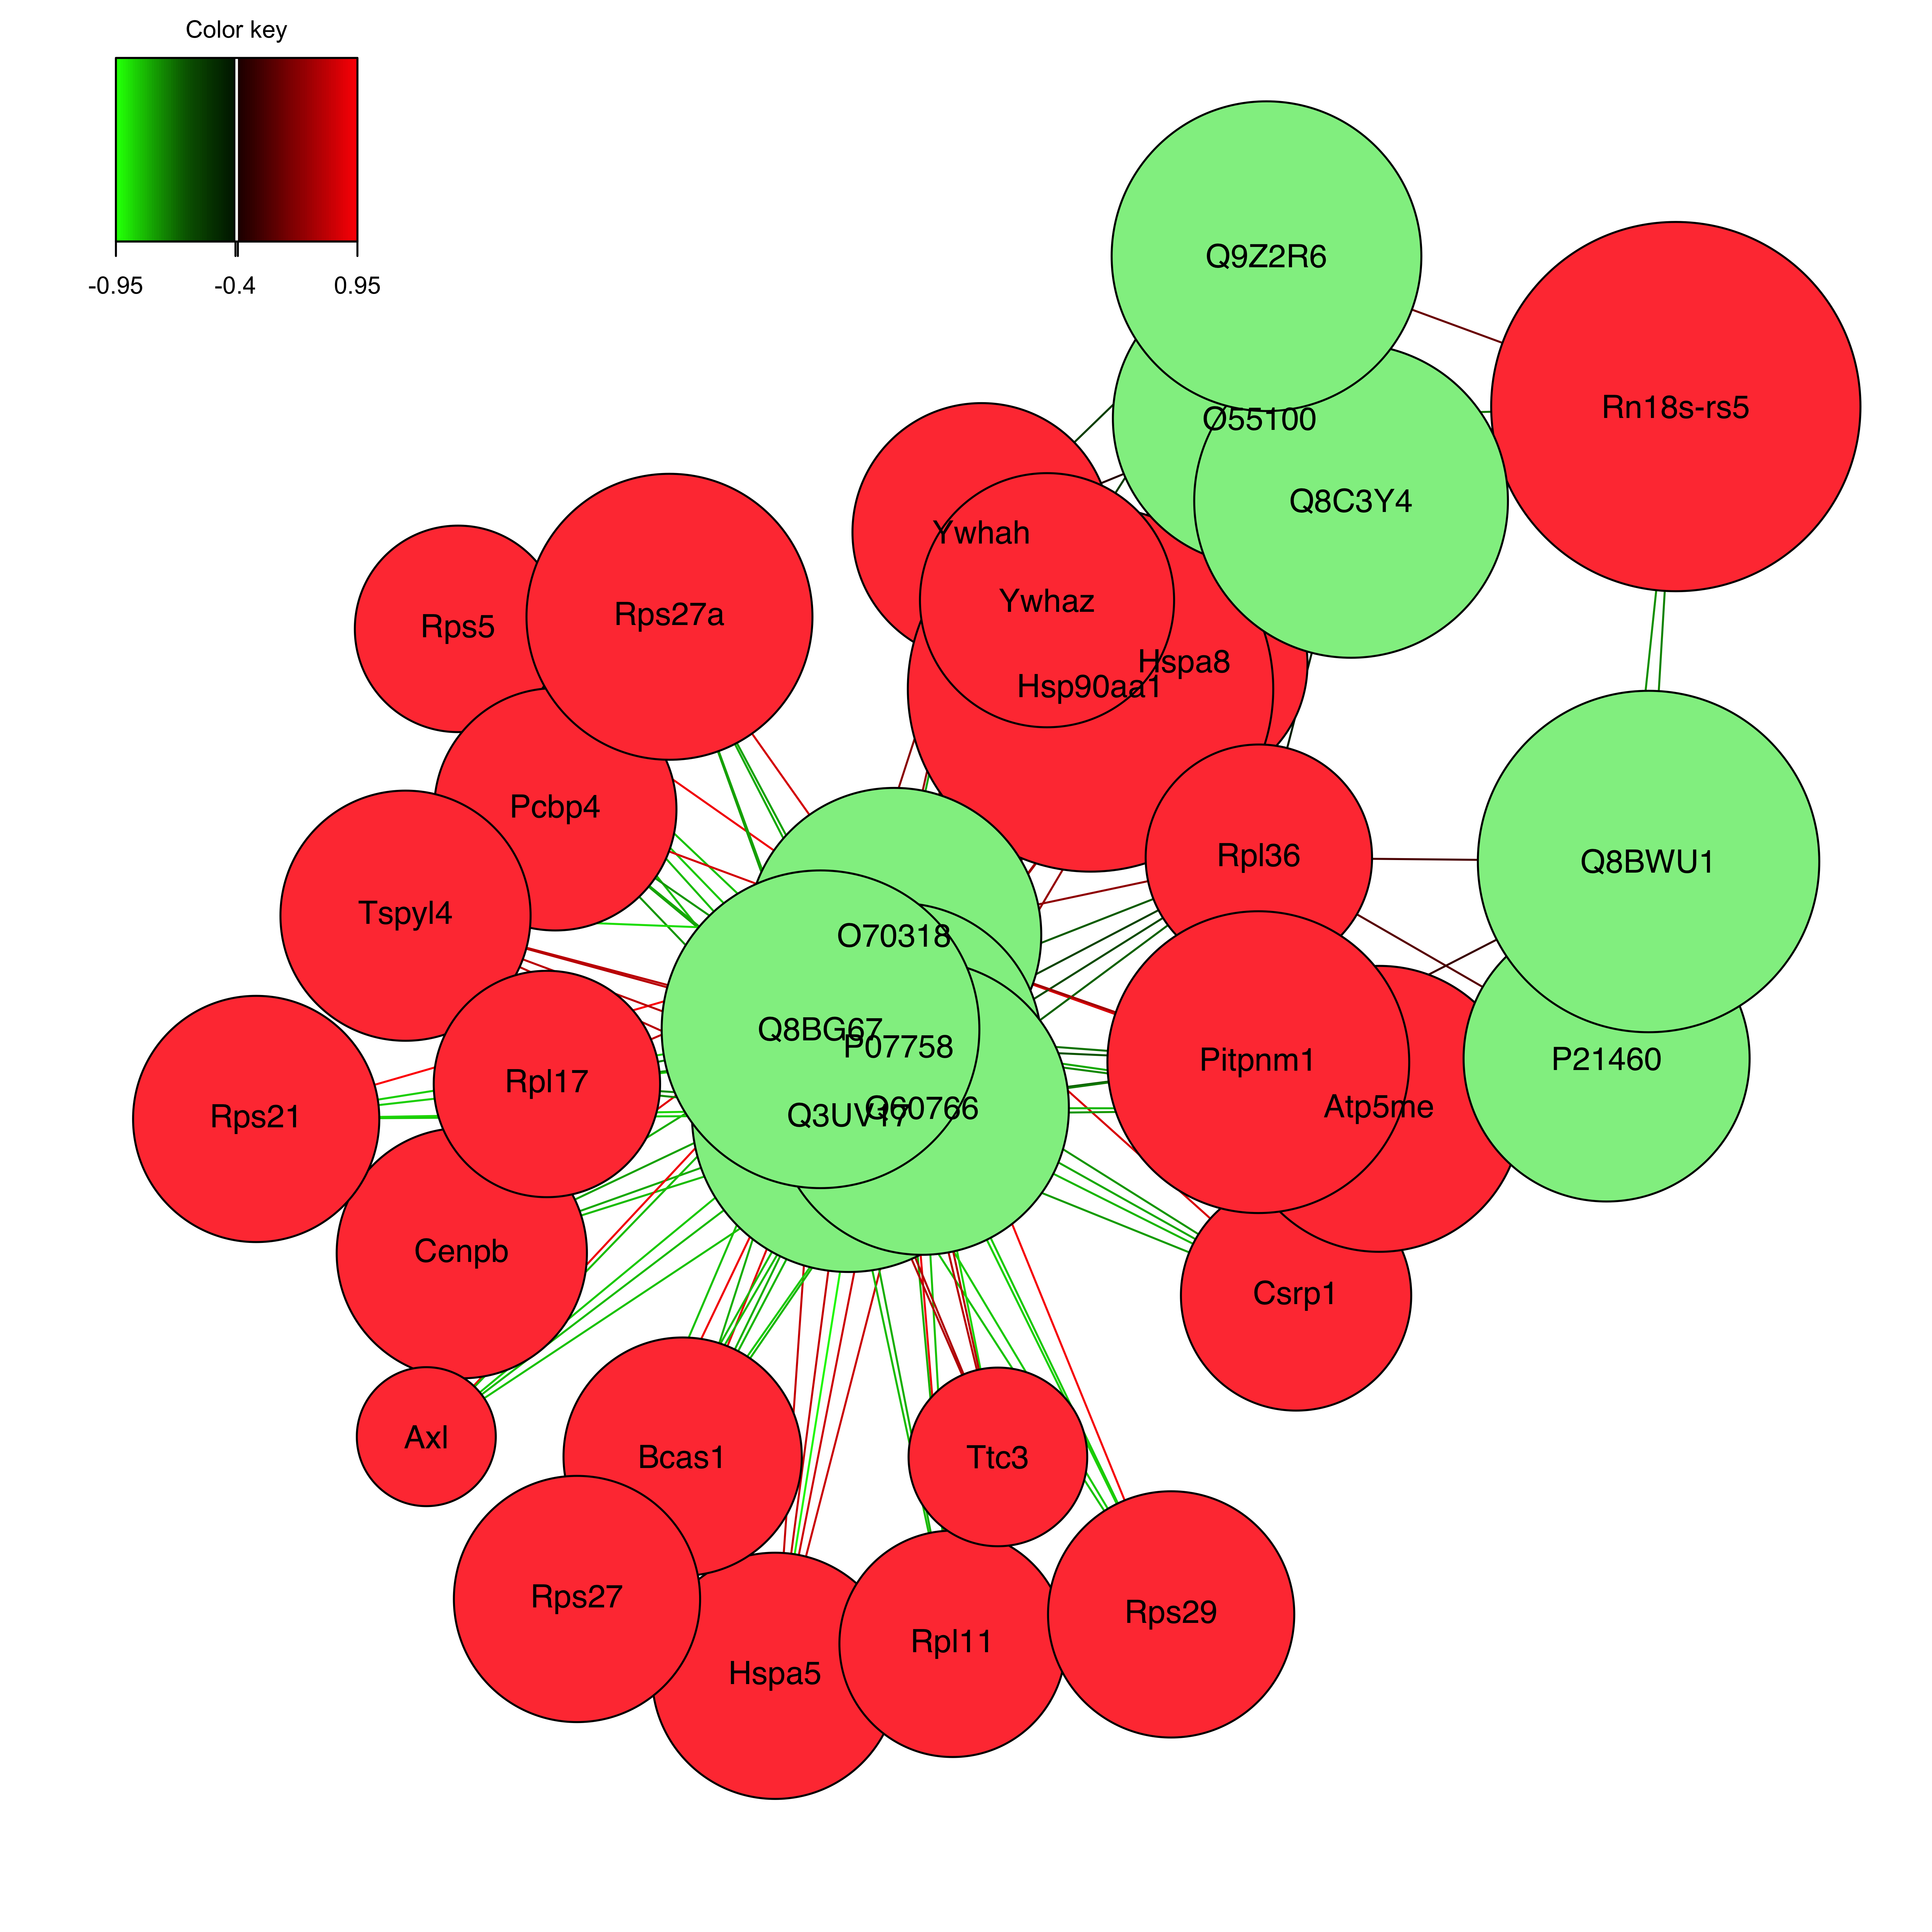 Color key
-0.95 -0.4 0.95
Q9Z2R6
Rn18s-rs5
O55100
Q8C3Y4
Ywhah
Ywhaz
Rps27a
Rps5
Hspa8
Hsp90aa1
Pcbp4
Rpl36
Q8BWU1
Tspyl4
O70318
Q8BG67
P07758
Pitpnm1
P21460
Rpl17
Atp5me
Q60766
Q3UV17
Rps21
Cenpb
Csrp1
Axl
Bcas1
Ttc3
Rps27
Rps29
Rpl11
Hspa5